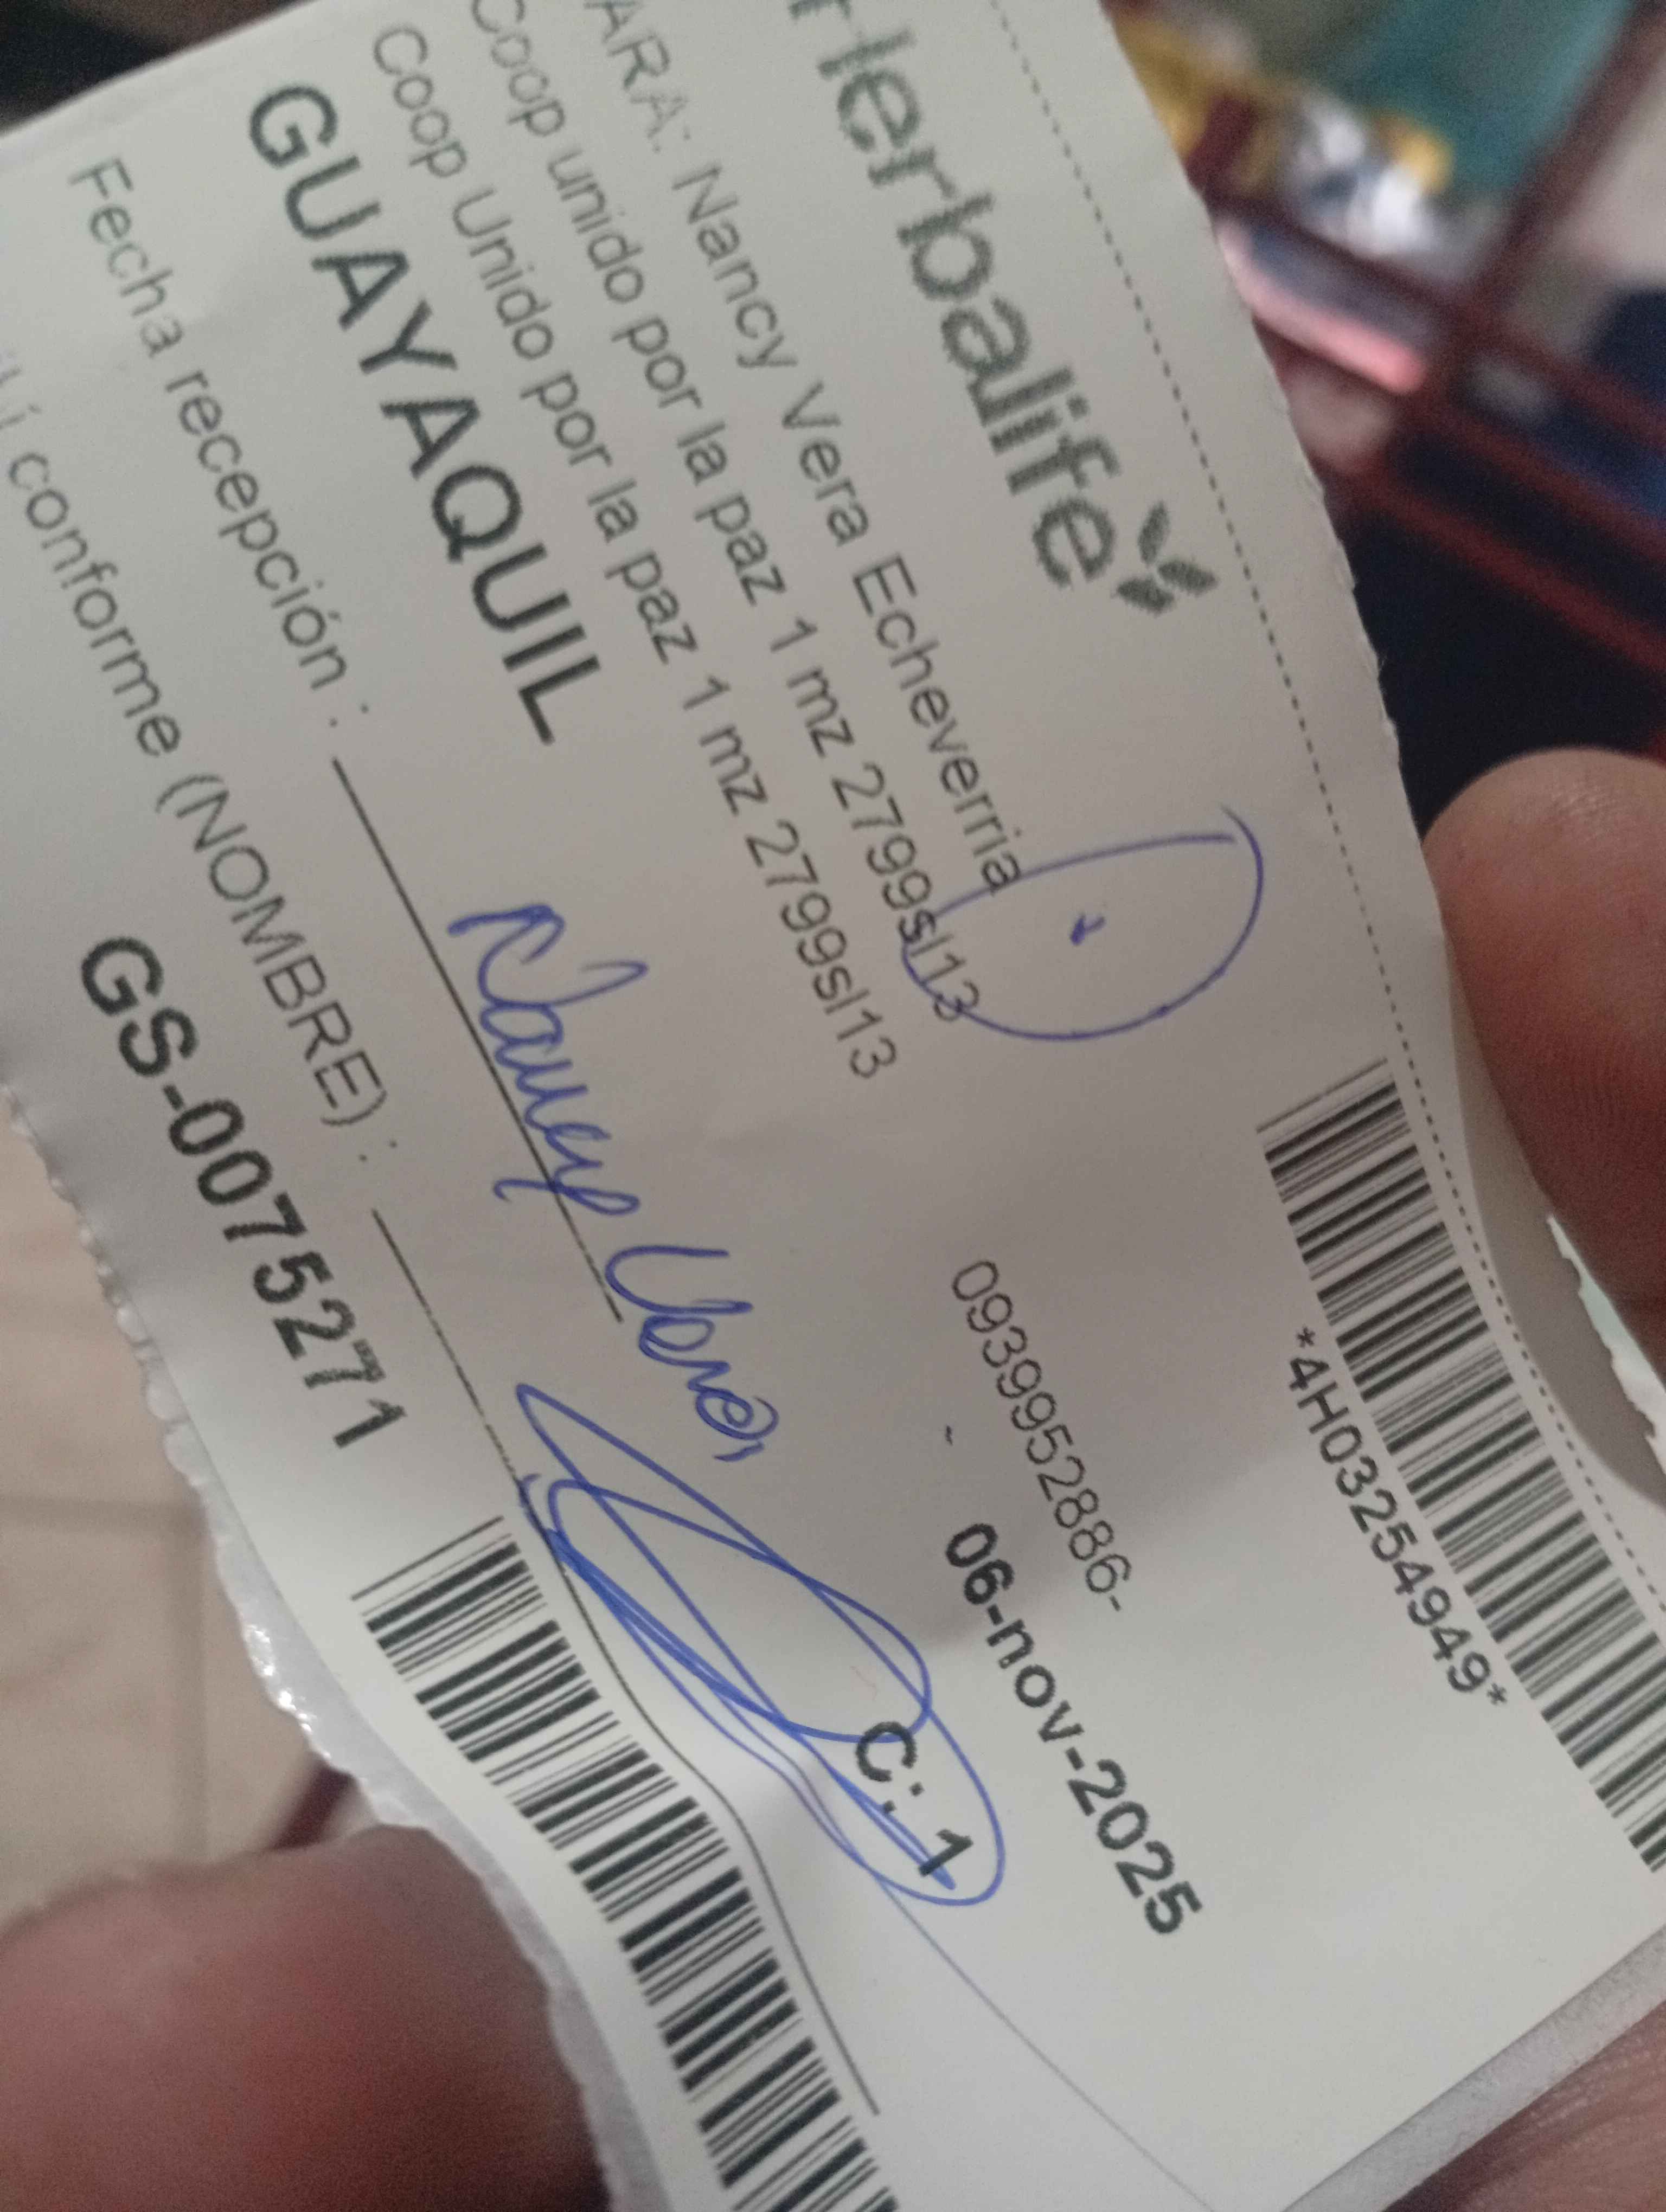 Herbalife
*4H03254949*
ARA: Nancy Vera Echeverria
Coop unido por la paz 1 mz 2799sl13
0939952886-
Coop Unido por la paz 1 mz 2799sl13
- 06-nov-2025
GUAYAQUIL
C: 1
Fecha recepción :
Nancy Vera
conforme (NOMBRE) :
GS-0075271